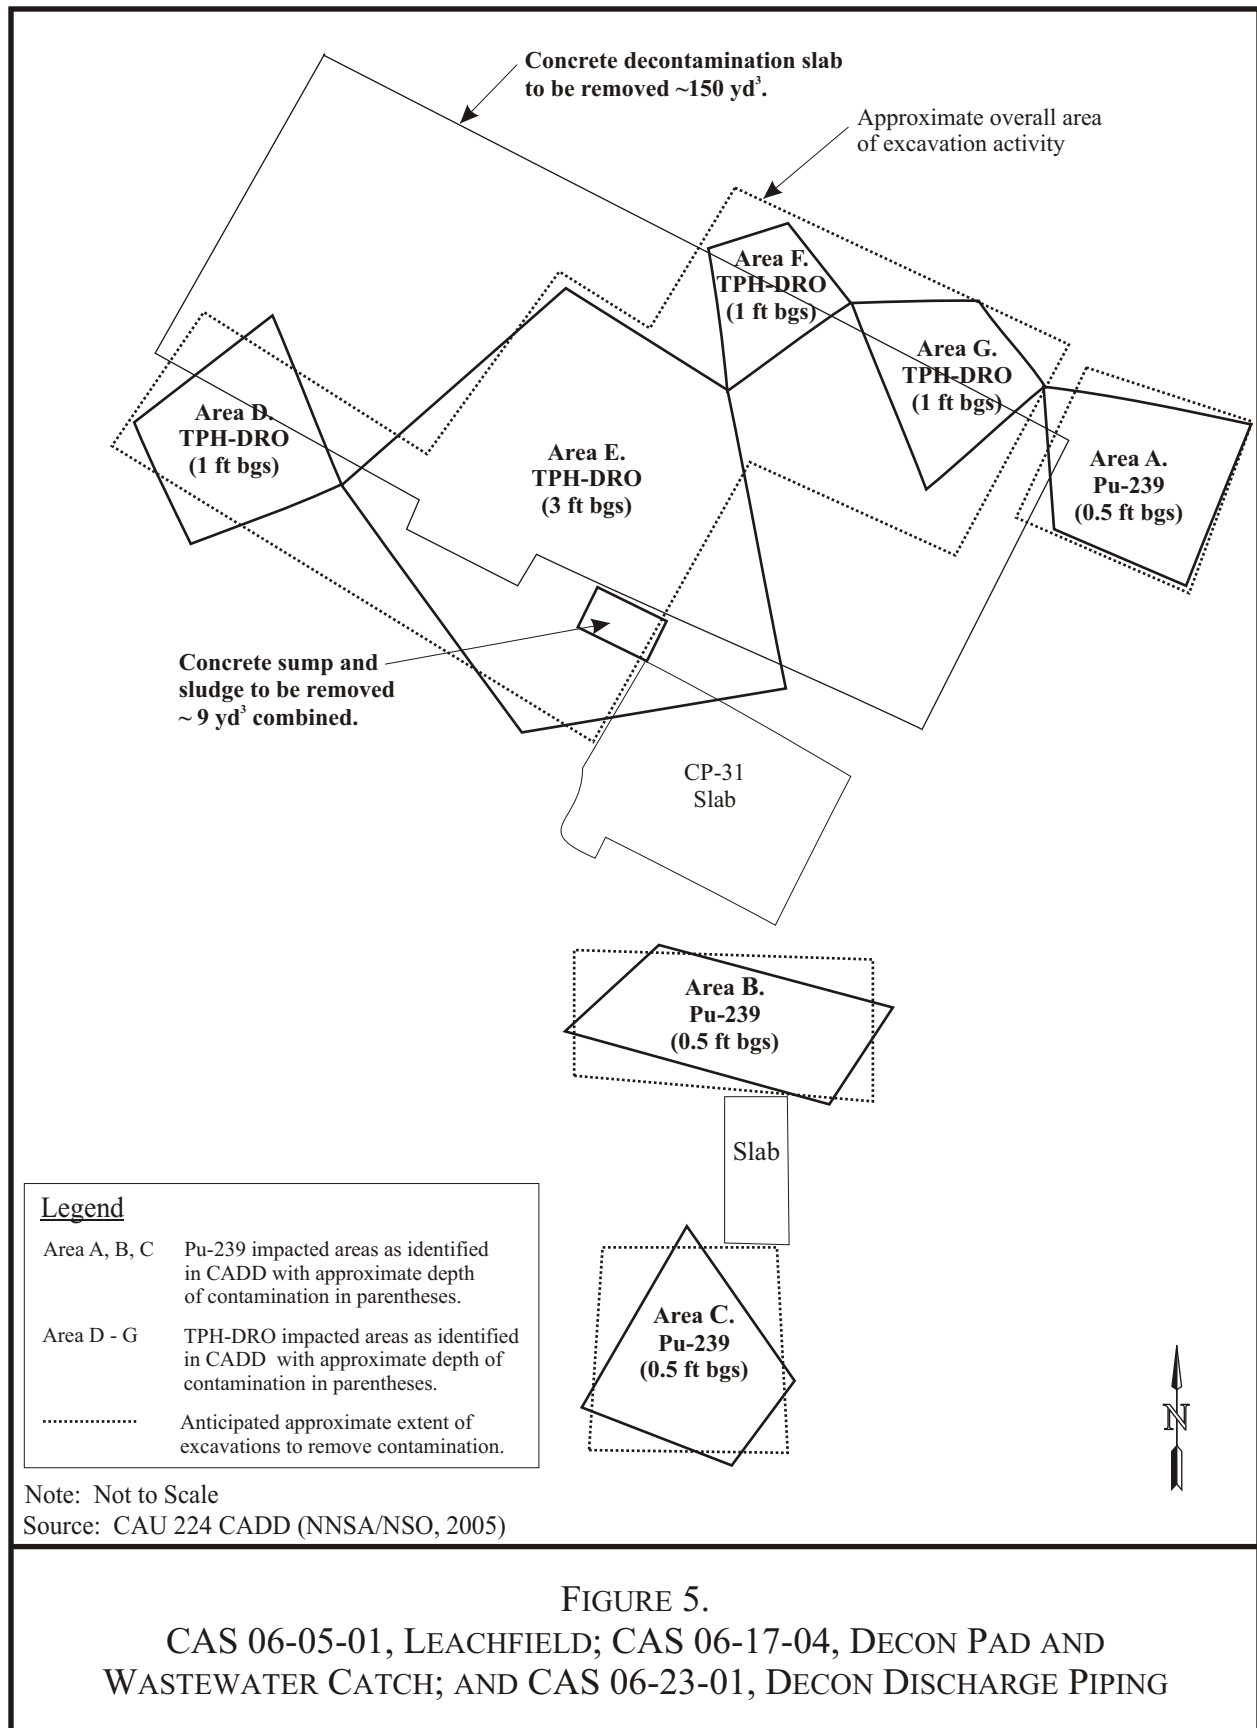 Concrete decontamination slab
to be removed ~150 yd³.
Approximate overall area
of excavation activity
Area F.
TPH-DRO
(1 ft bgs)
Area G.
TPH-DRO
(1 ft bgs)
Area D.
TPH-DRO
(1 ft bgs)
Area E.
TPH-DRO
(3 ft bgs)
Area A.
Pu-239
(0.5 ft bgs)
Concrete sump and
sludge to be removed
~ 9 yd³ combined.
CP-31
Slab
Area B.
Pu-239
(0.5 ft bgs)
Slab
Area C.
Pu-239
(0.5 ft bgs)
Legend
Area A, B, C Pu-239 impacted areas as identified
in CADD with approximate depth
of contamination in parentheses.
Area D - G TPH-DRO impacted areas as identified
in CADD with approximate depth of
contamination in parentheses.
Anticipated approximate extent of
excavations to remove contamination.
N
Note: Not to Scale
Source: CAU 224 CADD (NNSA/NSO, 2005)
FIGURE 5.
CAS 06-05-01, LEACHFIELD; CAS 06-17-04, DECON PAD AND
WASTEWATER CATCH; AND CAS 06-23-01, DECON DISCHARGE PIPING